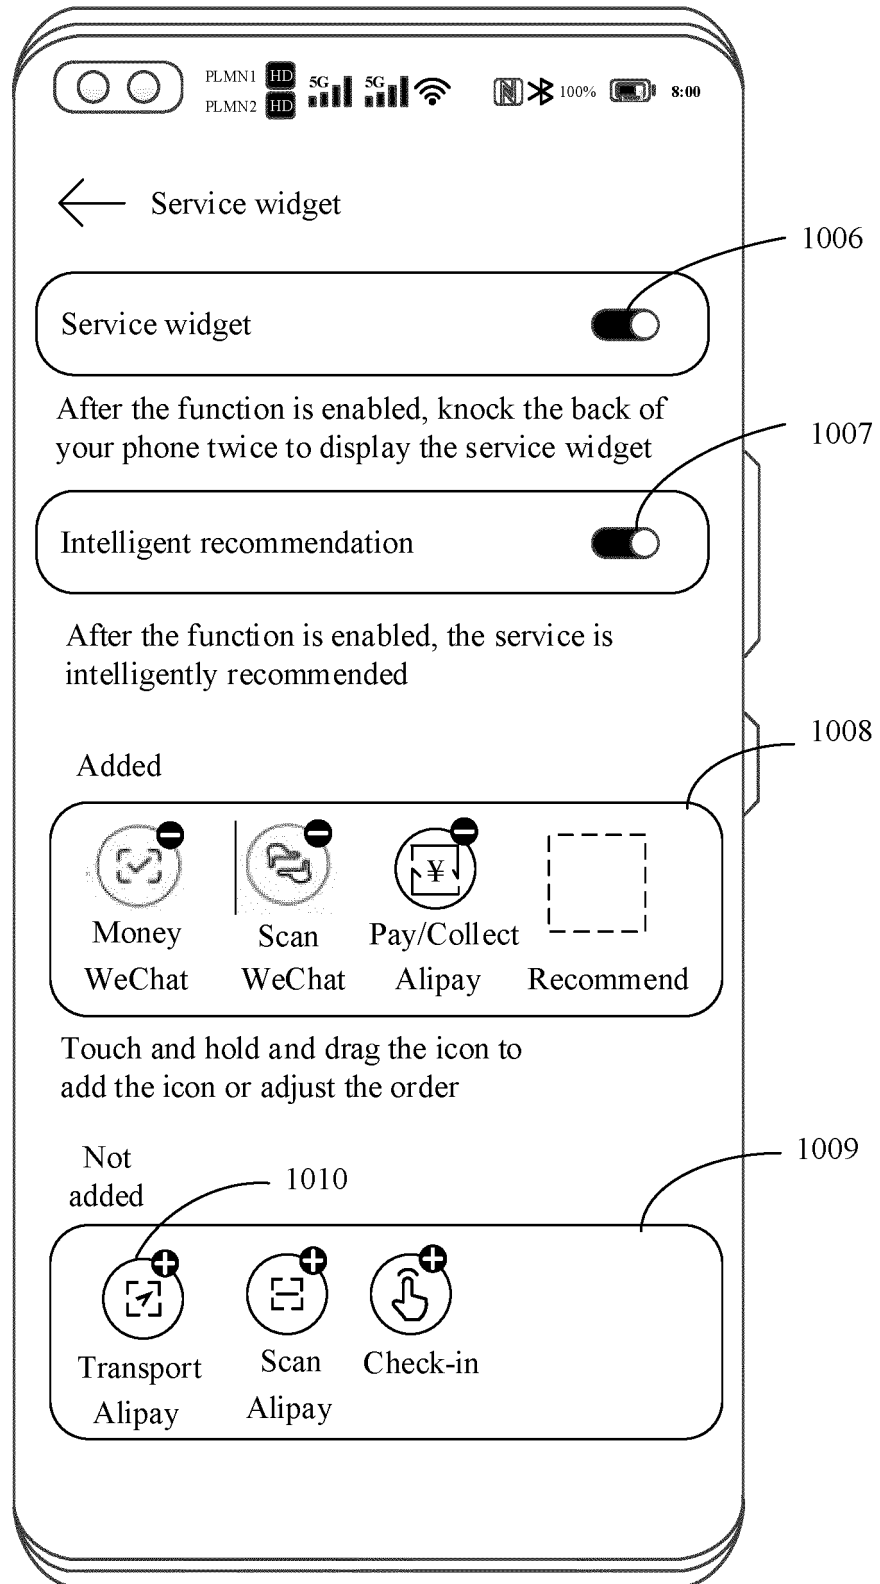 PLMN1 HD 5G 5G 100% 8:00
PLMN2 HD
Service widget
1006
Service widget
After the function is enabled, knock the back of
your phone twice to display the service widget
1007
Intelligent recommendation
After the function is enabled, the service is
intelligently recommended
1008
Added
¥
Money Scan Pay/Collect
WeChat WeChat Alipay Recommend
Touch and hold and drag the icon to
add the icon or adjust the order
1009
Not
added
1010
Transport Scan Check-in
Alipay Alipay